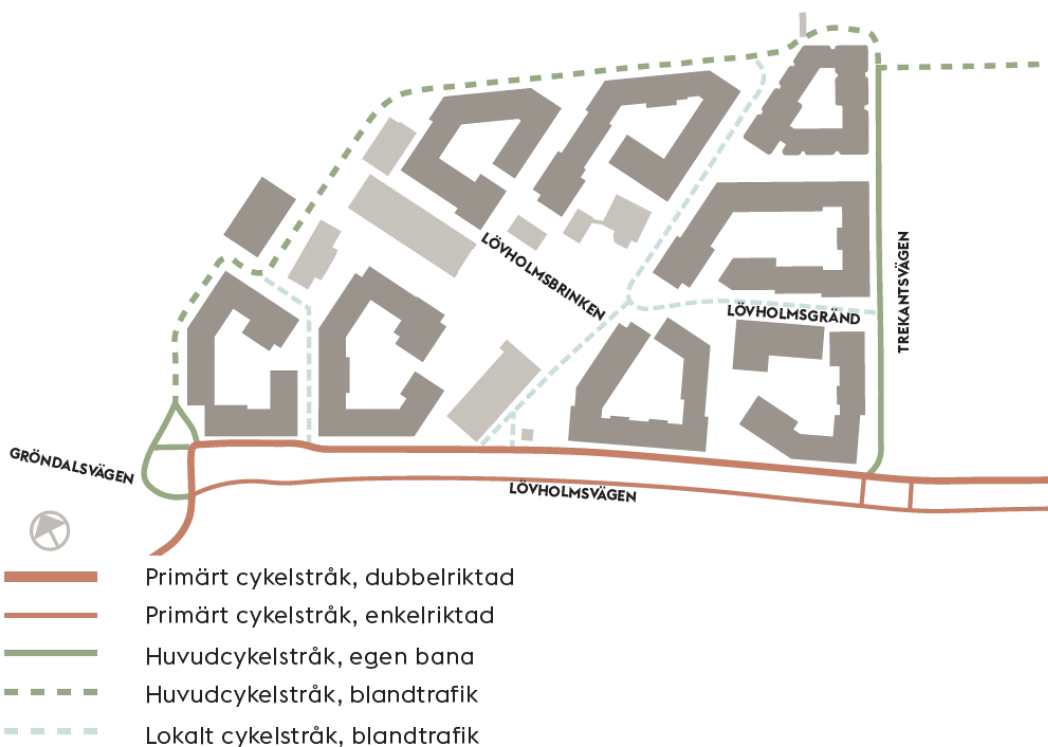 TREKANTSVÄGEN
LÖVHOLMSBRINKEN
LÖVHOLMSGRÄND
GRÖNDALSVÄGEN
LÖVHOLMSVÄGEN
Primärt cykelstråk, dubbelriktad
Primärt cykelstråk, enkelriktad
Huvudcykelstråk, egen bana
Huvudcykelstråk, blandtrafik
Lokalt cykelstråk, blandtrafik